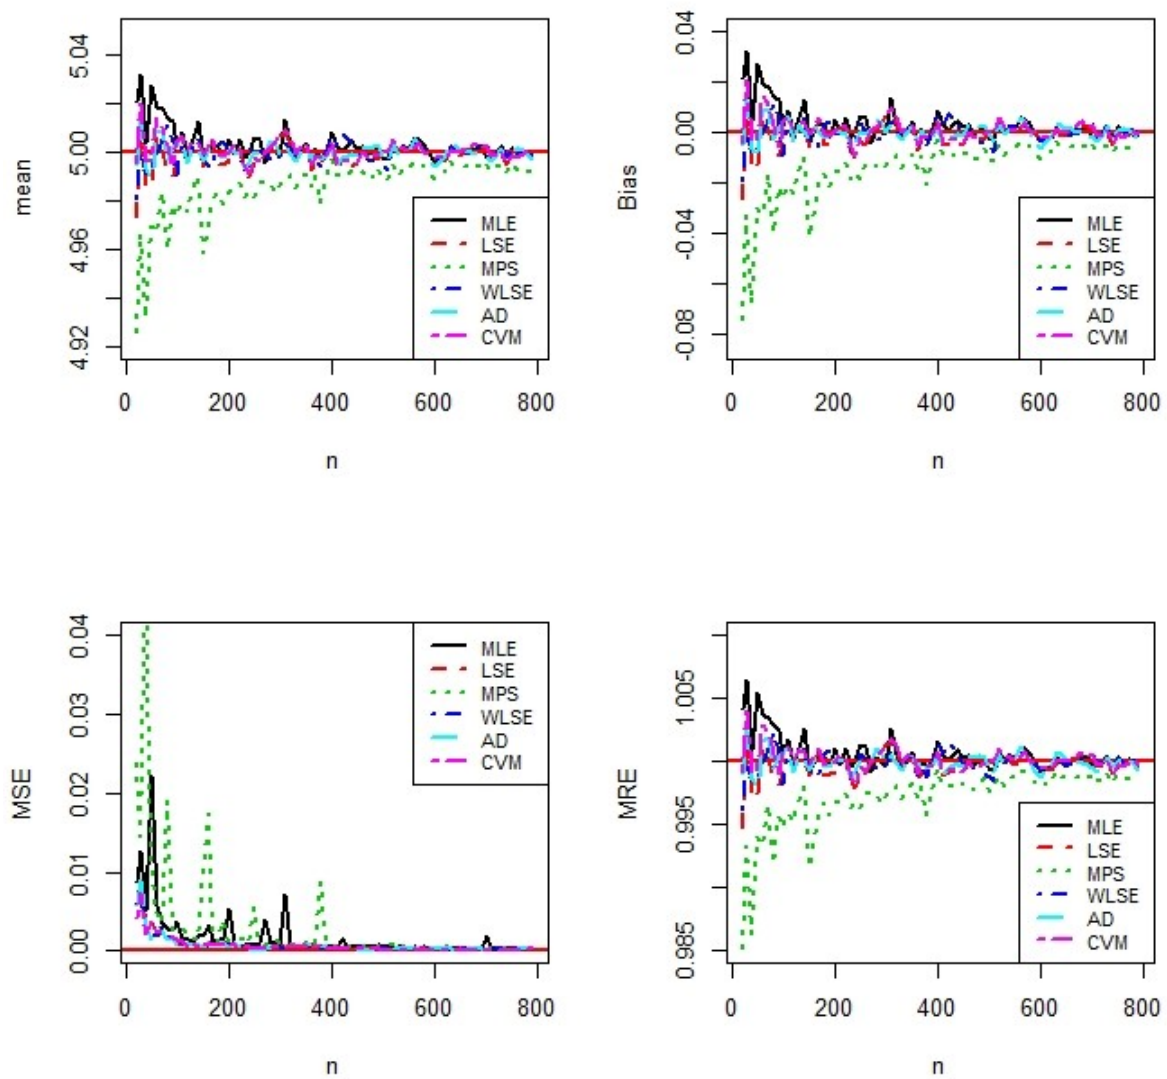 mean
5.04
5.00
4.96
4.92
0
200
400
600
800
n
MLE
LSE
MPS
WLSE
AD
CVM
Bias
0.04
0.00
-0.04
-0.08
0
200
400
600
800
n
MLE
LSE
MPS
WLSE
AD
CVM
MSE
0.04
0.03
0.02
0.01
0.00
0
200
400
600
800
n
MLE
LSE
MPS
WLSE
AD
CVM
MRE
1.005
0.995
0.985
0
200
400
600
800
n
MLE
LSE
MPS
WLSE
AD
CVM